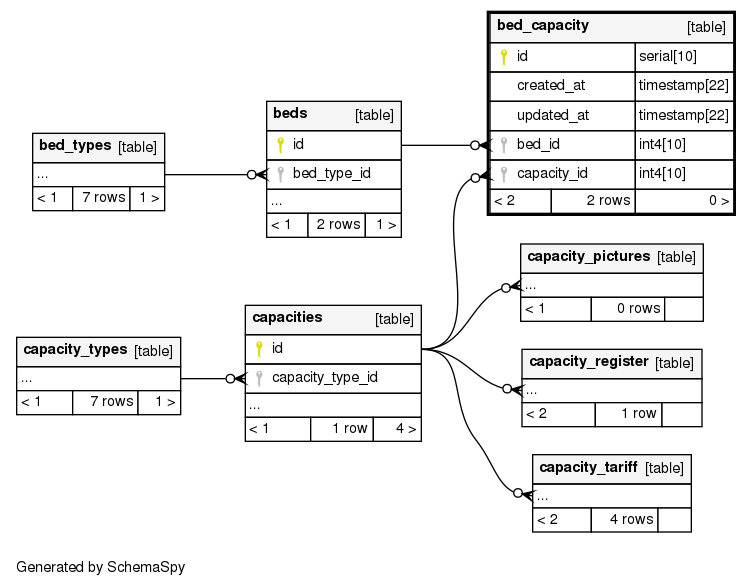 bed_capacity [table]
id serial[10]
created_at timestamp[22]
updated_at timestamp[22]
bed_id int4[10]
capacity_id int4[10]
< 2 2 rows 0 >
beds [table]
id
bed_type_id
...
< 1 2 rows 1 >
bed_types [table]
...
< 1 7 rows 1 >
capacity_pictures [table]
...
< 1 0 rows
capacities [table]
id
capacity_type_id
...
< 1 1 row 4 >
capacity_types [table]
...
< 1 7 rows 1 >
capacity_register [table]
...
< 2 1 row
capacity_tariff [table]
...
< 2 4 rows
Generated by SchemaSpy